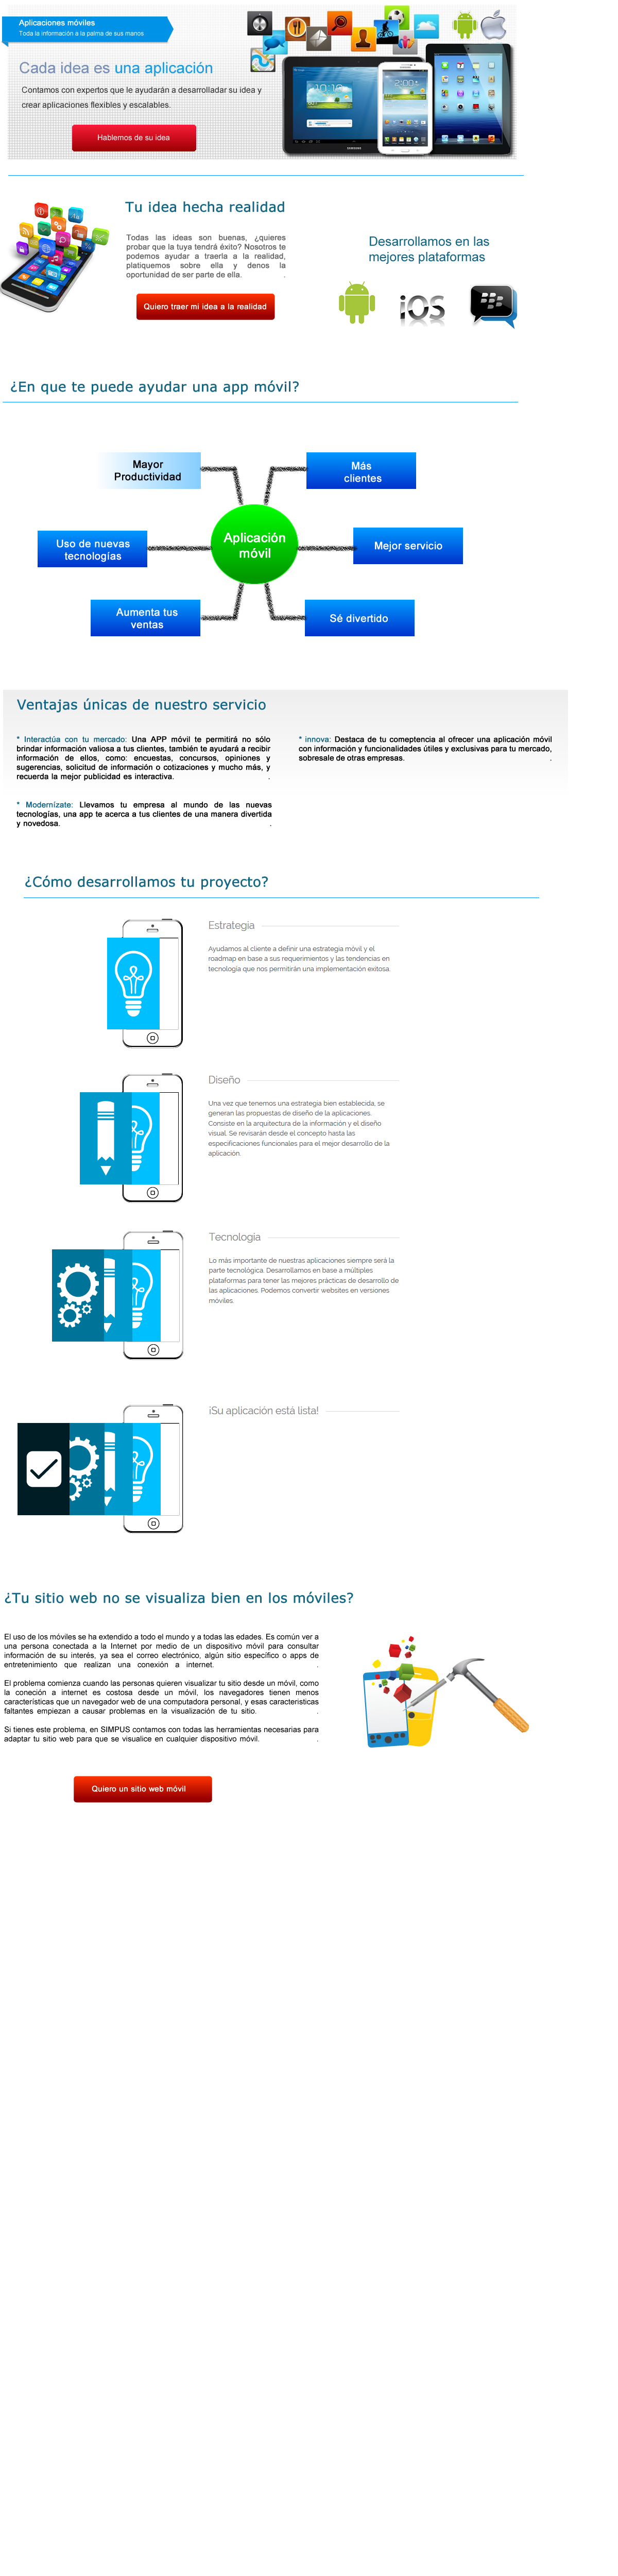 Aplicaciones móviles
Toda la información a la palma de sus manos
Cada idea es una aplicación
Contamos con expertos que le ayudarán a desarrolladar su idea y
crear aplicaciones flexibles y escalables.
Hablemos de su idea
10:10
2:00
SAMSUNG
Tu idea hecha realidad
Todas las ideas son buenas, ¿quieres
probar que la tuya tendrá éxito? Nosotros te
podemos ayudar a traerla a la realidad,
platiquemos sobre ella y denos la
oportunidad de ser parte de ella. .
Quiero traer mi idea a la realidad
Desarrollamos en las
mejores plataformas
iOS
¿En que te puede ayudar una app móvil?
Mayor
Productividad
Más
clientes
Uso de nuevas
tecnologías
Aplicación
móvil
Mejor servicio
Aumenta tus
ventas
Sé divertido
Ventajas únicas de nuestro servicio
* Interactúa con tu mercado: Una APP móvil te permitirá no sólo
brindar información valiosa a tus clientes, también te ayudará a recibir
información de ellos, como: encuestas, concursos, opiniones y
sugerencias, solicitud de información o cotizaciones y mucho más, y
recuerda la mejor publicidad es interactiva. .
* innova: Destaca de tu comeptencia al ofrecer una aplicación móvil
con información y funcionalidades útiles y exclusivas para tu mercado,
sobresale de otras empresas. .
* Modernízate: Llevamos tu empresa al mundo de las nuevas
tecnologías, una app te acerca a tus clientes de una manera divertida
y novedosa. .
¿Cómo desarrollamos tu proyecto?
Estrategia
Ayudamos al cliente a definir una estrategia móvil y el
roadmap en base a sus requerimientos y las tendencias en
tecnología que nos permitirán una implementación exitosa.
Diseño
Una vez que tenemos una estrategia bien establecida, se
generan las propuestas de diseño de la aplicaciones.
Consiste en la arquitectura de la información y el diseño
visual. Se revisarán desde el concepto hasta las
especificaciones funcionales para el mejor desarrollo de la
aplicación.
Tecnología
Lo más importante de nuestras aplicaciones siempre será la
parte tecnológica. Desarrollamos en base a múltiples
plataformas para tener las mejores prácticas de desarrollo de
las aplicaciones. Podemos convertir websites en versiones
móviles.
¡Su aplicación está lista!
¿Tu sitio web no se visualiza bien en los móviles?
El uso de los móviles se ha extendido a todo el mundo y a todas las edades. Es común ver a
una persona conectada a la Internet por medio de un dispositivo móvil para consultar
información de su interés, ya sea el correo electrónico, algún sitio específico o apps de
entretenimiento que realizan una conexión a internet. .
El problema comienza cuando las personas quieren visualizar tu sitio desde un móvil, como
la coneción a internet es costosa desde un móvil, los navegadores tienen menos
características que un navegador web de una computadora personal, y esas caracteristicas
faltantes empiezan a causar problemas en la visualización de tu sitio. .
Si tienes este problema, en SIMPUS contamos con todas las herramientas necesarias para
adaptar tu sitio web para que se visualice en cualquier dispositivo móvil. .
Quiero un sitio web móvil